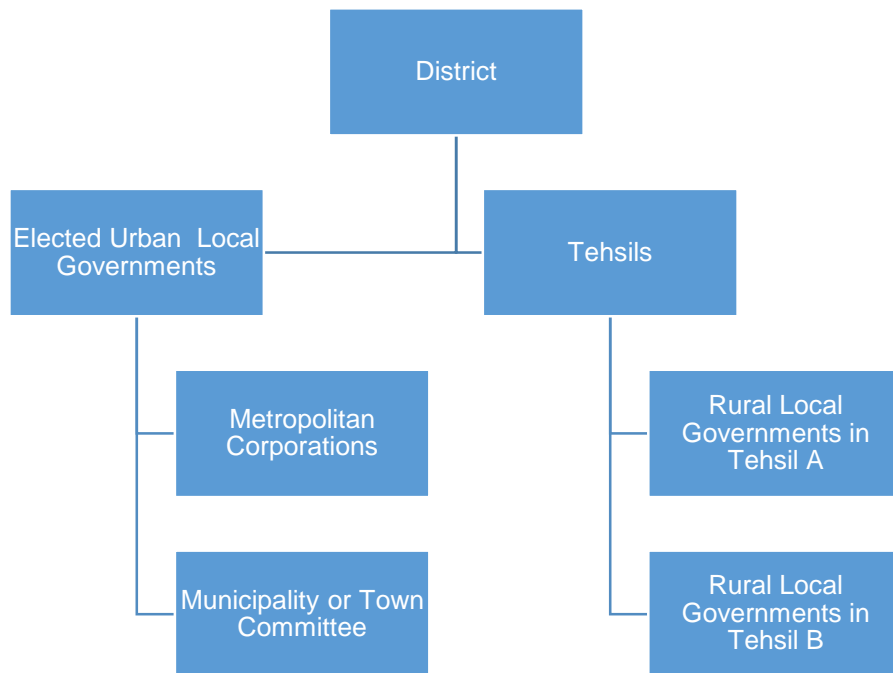 District
Elected Urban  Local
Governments
Tehsils
Metropolitan
Corporations
Rural Local
Governments in
Tehsil A
Municipality or Town
Committee
Rural Local
Governments in
Tehsil B